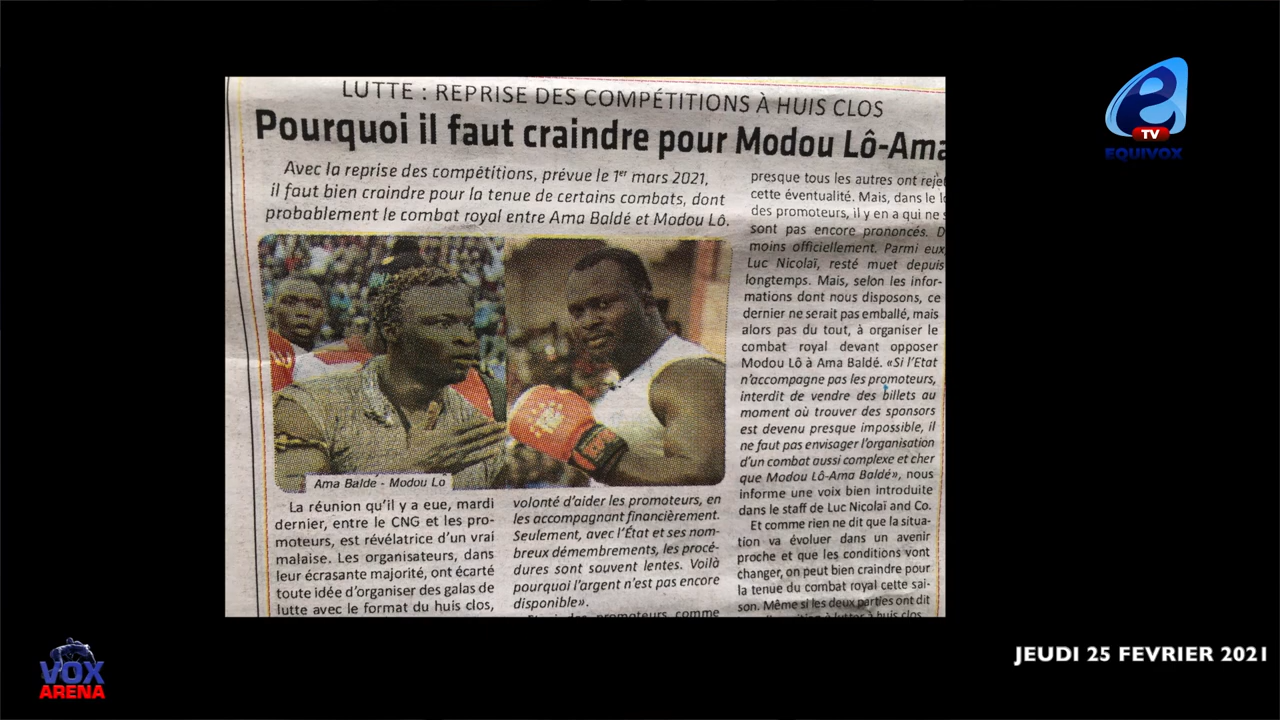 LUTTE : REPRISE DES COMPÉTITIONS À HUIS CLOS
Pourquoi il faut craindre pour Modou Lô-Ama
Avec la reprise des compétitions, prévue le 1er mars 2021,
il faut bien craindre pour la tenue de certains combats, dont
probablement le combat royal entre Ama Baldé et Modou Lô.
Ama Baldé - Modou Lô
La réunion qu'il y a eue, mardi
dernier, entre le CNG et les pro-
moteurs, est révélatrice d'un vrai
malaise. Les organisateurs, dans
leur écrasante majorité, ont écarté
toute idée d'organiser des galas de
lutte avec le format du huis clos,
volonté d'aider les promoteurs, en
les accompagnant financièrement.
Seulement, avec l'État et ses nom-
breux démembrements, les procé-
dures sont souvent lentes. Voilà
pourquoi l'argent n'est pas encore
disponible».
promoteurs comme
presque tous les autres ont rejet
cette éventualité. Mais, dans le l
des promoteurs, il y en a qui ne s
sont pas encore prononcés. D
moins officiellement. Parmi eux,
Luc Nicolaï, resté muet depuis
longtemps. Mais, selon les infor-
mations dont nous disposons, ce
dernier ne serait pas emballé, mais
alors pas du tout, à organiser le
combat royal devant opposer
Modou Lô à Ama Baldé. «Si l'Etat
n'accompagne pas les promoteurs,
interdit de vendre des billets au
moment où trouver des sponsors
est devenu presque impossible, il
ne faut pas envisager l'organisation
d'un combat aussi complexe et cher
que Modou Lô-Ama Baldé», nous
informe une voix bien introduite
dans le staff de Luc Nicolaï and Co.
Et comme rien ne dit que la situa-
tion va évoluer dans un avenir
proche et que les conditions vont
changer, on peut bien craindre pour
la tenue du combat royal cette sai-
son. Même si les deux parties ont dit
à lutter à huis clos
e
TV
EQUIVOX
VOX
ARENA
JEUDI 25 FEVRIER 2021